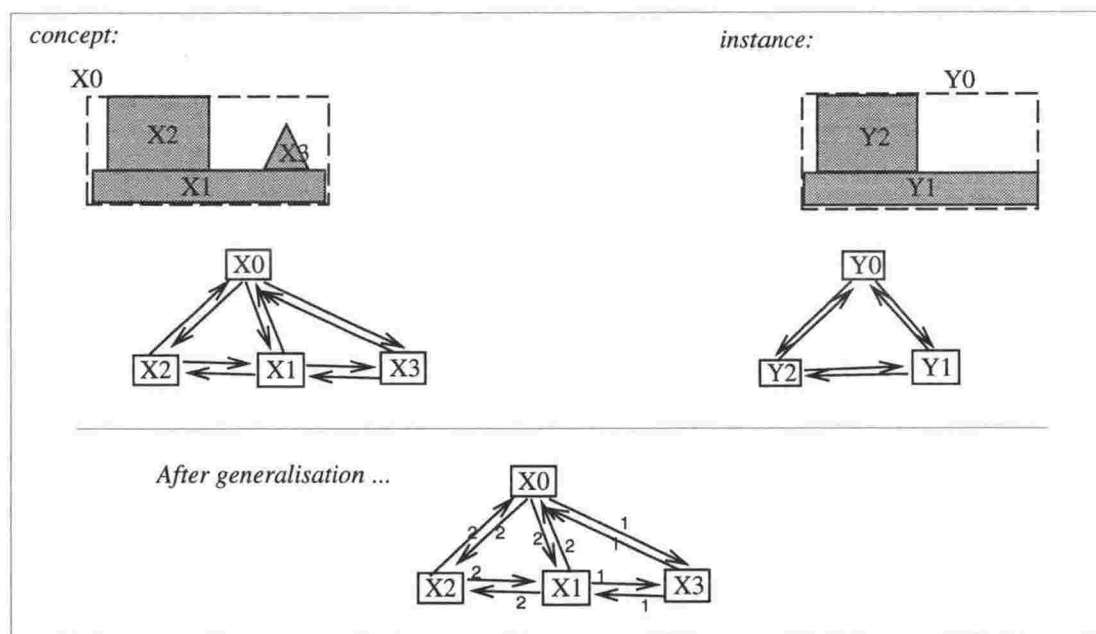 concept:
instance:
X0
Y0
X2
X3
X1
Y2
Y1
X0
X2
X1
X3
Y0
Y2
Y1
After generalisation ...
X0
2
2
2
2
1
1
X2
2
2
X1
1
1
X3